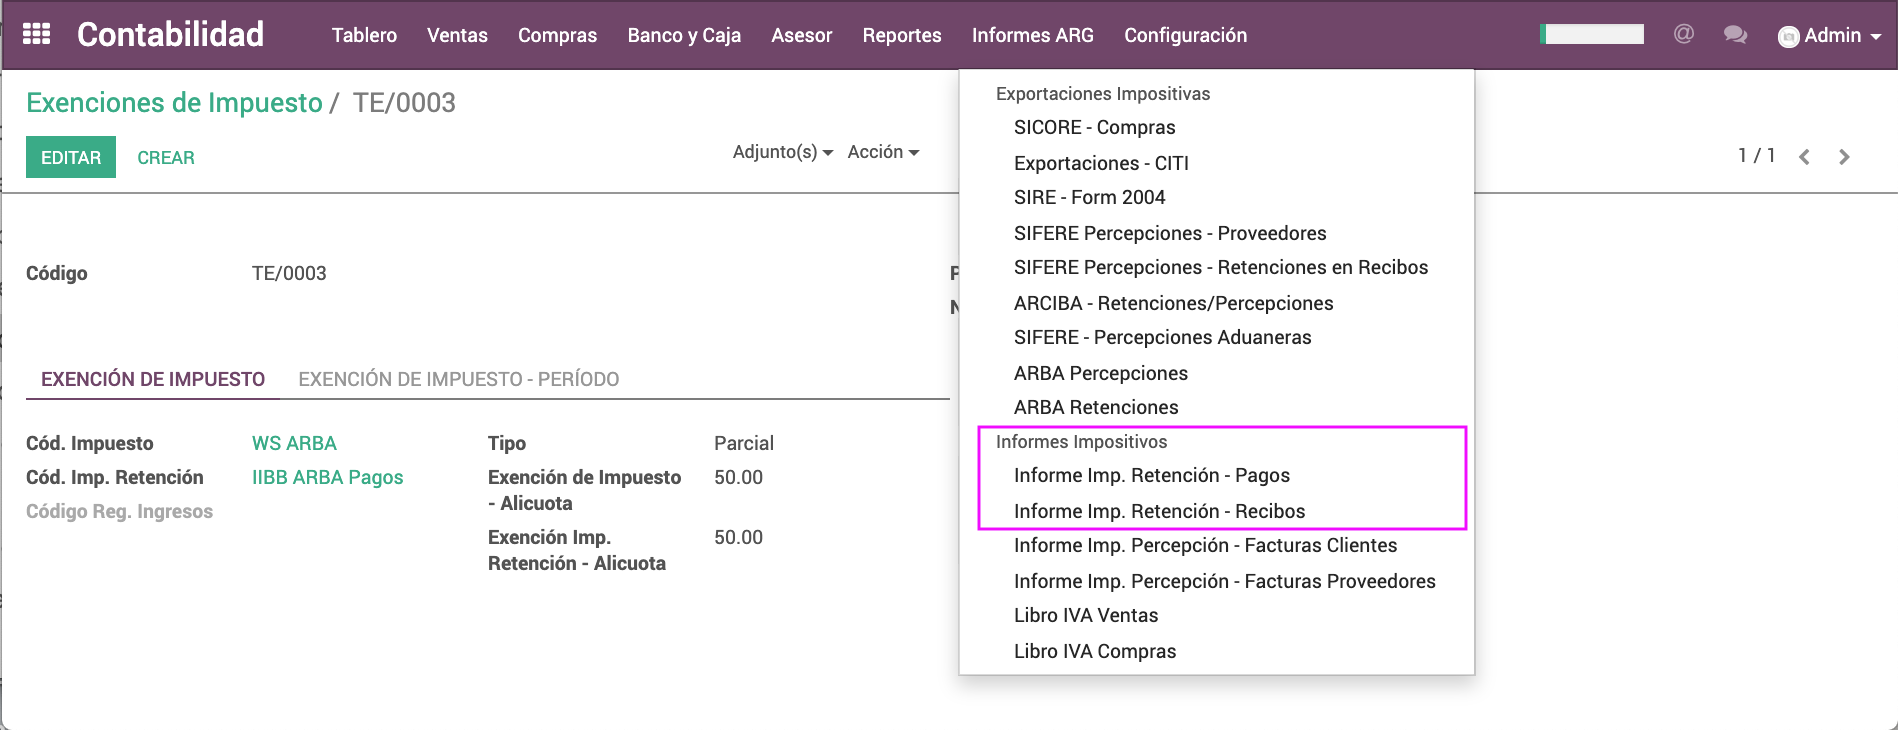 Contabilidad Tablero Ventas Compras Banco y Caja Asesor Reportes Informes ARG Configuración @ Admin
Exenciones de Impuesto / TE/0003
EDITAR CREAR
Adjunto(s) Acción
1 / 1
Código TE/0003
EXENCIÓN DE IMPUESTO EXENCIÓN DE IMPUESTO - PERÍODO
Cód. Impuesto WS ARBA
Cód. Imp. Retención IIBB ARBA Pagos
Código Reg. Ingresos
Tipo Parcial
Exención de Impuesto 50.00
- Alicuota
Exención Imp. 50.00
Retención - Alicuota
Exportaciones Impositivas
SICORE - Compras
Exportaciones - CITI
SIRE - Form 2004
SIFERE Percepciones - Proveedores
SIFERE Percepciones - Retenciones en Recibos
ARCIBA - Retenciones/Percepciones
SIFERE - Percepciones Aduaneras
ARBA Percepciones
ARBA Retenciones
Informes Impositivos
Informe Imp. Retención - Pagos
Informe Imp. Retención - Recibos
Informe Imp. Percepción - Facturas Clientes
Informe Imp. Percepción - Facturas Proveedores
Libro IVA Ventas
Libro IVA Compras